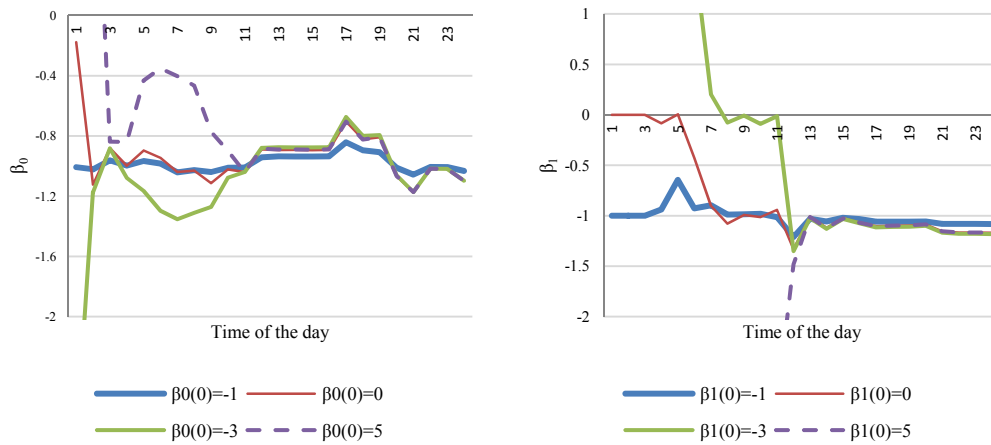 0
-0.4
-0.8
-1.2
-1.6
-2
1 3 5 7 9 11 13 15 17 19 21 23
β0
Time of the day
β0(0)=-1 β0(0)=0
β0(0)=-3 β0(0)=5
1
0.5
0
-0.5
-1
-1.5
-2
1 3 5 7 9 11 13 15 17 19 21 23
β1
Time of the day
β1(0)=-1 β1(0)=0
β1(0)=-3 β1(0)=5